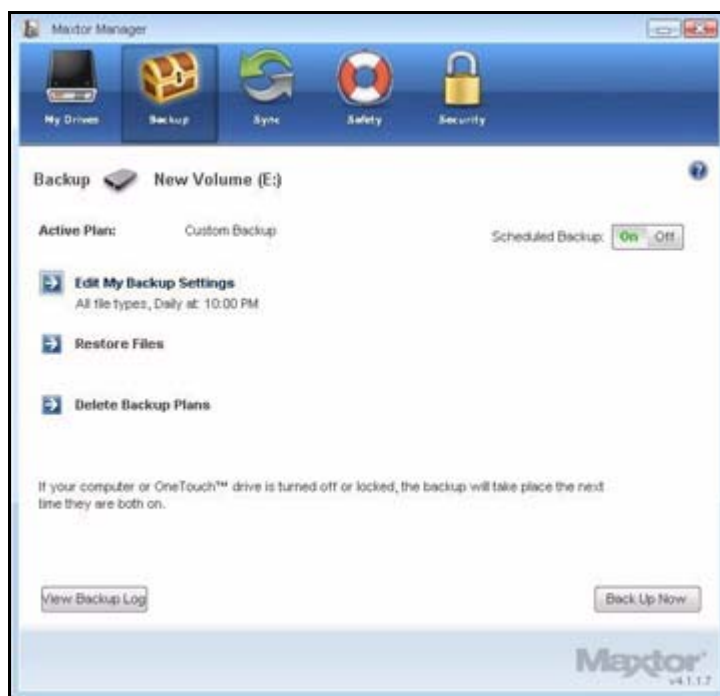 Maxtor Manager
My Drives Backup Sync Safety Security
Backup New Volume (E:)
Active Plan: Custom Backup Scheduled Backup: On Off
Edit My Backup Settings
All file types, Daily at: 10:00 PM
Restore Files
Delete Backup Plans
If your computer or OneTouch™ drive is turned off or locked, the backup will take place the next
time they are both on.
View Backup Log Back Up Now
Maxtor
v4.1.1.7